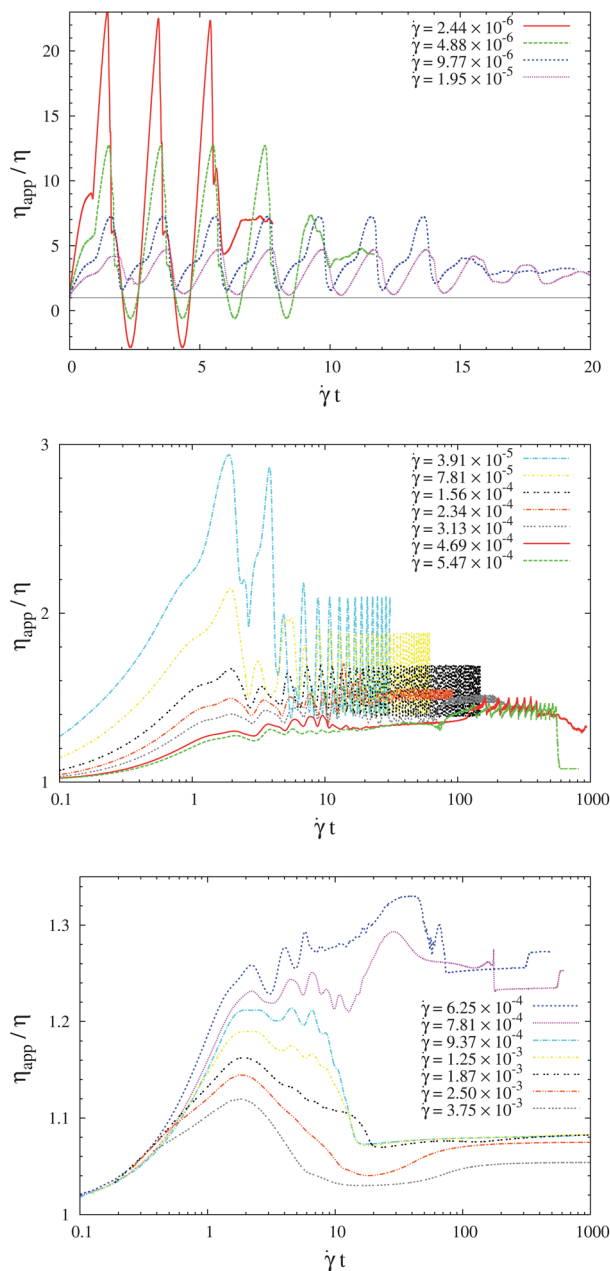 γ̇ = 2.44 × 10⁻⁶
γ̇ = 4.88 × 10⁻⁶
γ̇ = 9.77 × 10⁻⁶
γ̇ = 1.95 × 10⁻⁵
20
15
10
5
0
η_app / η
0 5 10 15 20
γ̇ t
γ̇ = 3.91 × 10⁻⁵
γ̇ = 7.81 × 10⁻⁵
γ̇ = 1.56 × 10⁻⁴
γ̇ = 2.34 × 10⁻⁴
γ̇ = 3.13 × 10⁻⁴
γ̇ = 4.69 × 10⁻⁴
γ̇ = 5.47 × 10⁻⁴
3
2
1
η_app / η
0.1 1 10 100 1000
γ̇ t
1.3
1.2
1.1
1
η_app / η
γ̇ = 6.25 × 10⁻⁴
γ̇ = 7.81 × 10⁻⁴
γ̇ = 9.37 × 10⁻⁴
γ̇ = 1.25 × 10⁻³
γ̇ = 1.87 × 10⁻³
γ̇ = 2.50 × 10⁻³
γ̇ = 3.75 × 10⁻³
0.1 1 10 100 1000
γ̇ t